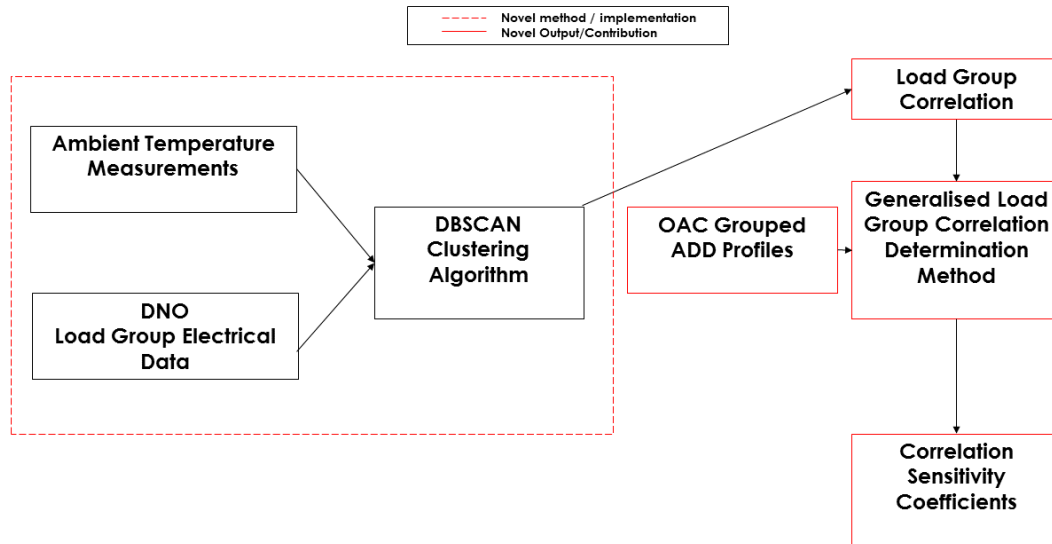 Novel method / implementation
Novel Output/Contribution
Ambient Temperature
Measurements
DNO
Load Group Electrical
Data
DBSCAN
Clustering
Algorithm
Load Group
Correlation
OAC Grouped
ADD Profiles
Generalised Load
Group Correlation
Determination
Method
Correlation
Sensitivity
Coefficients